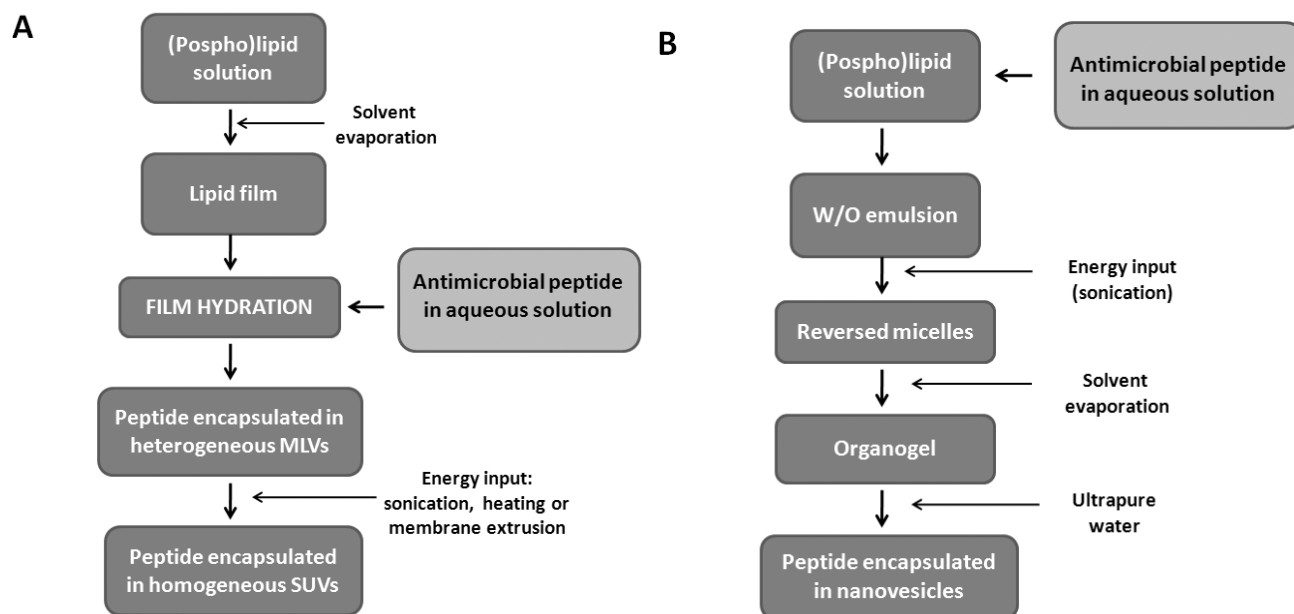 A
(Pospho)lipid
solution
Solvent
evaporation
Lipid film
FILM HYDRATION
Antimicrobial peptide
in aqueous solution
Peptide encapsulated in
heterogeneous MLVs
Energy input:
sonication, heating or
membrane extrusion
Peptide encapsulated
in homogeneous SUVs
B
(Pospho)lipid
solution
Antimicrobial peptide
in aqueous solution
W/O emulsion
Energy input
(sonication)
Reversed micelles
Solvent
evaporation
Organogel
Ultrapure
water
Peptide encapsulated
in nanovesicles